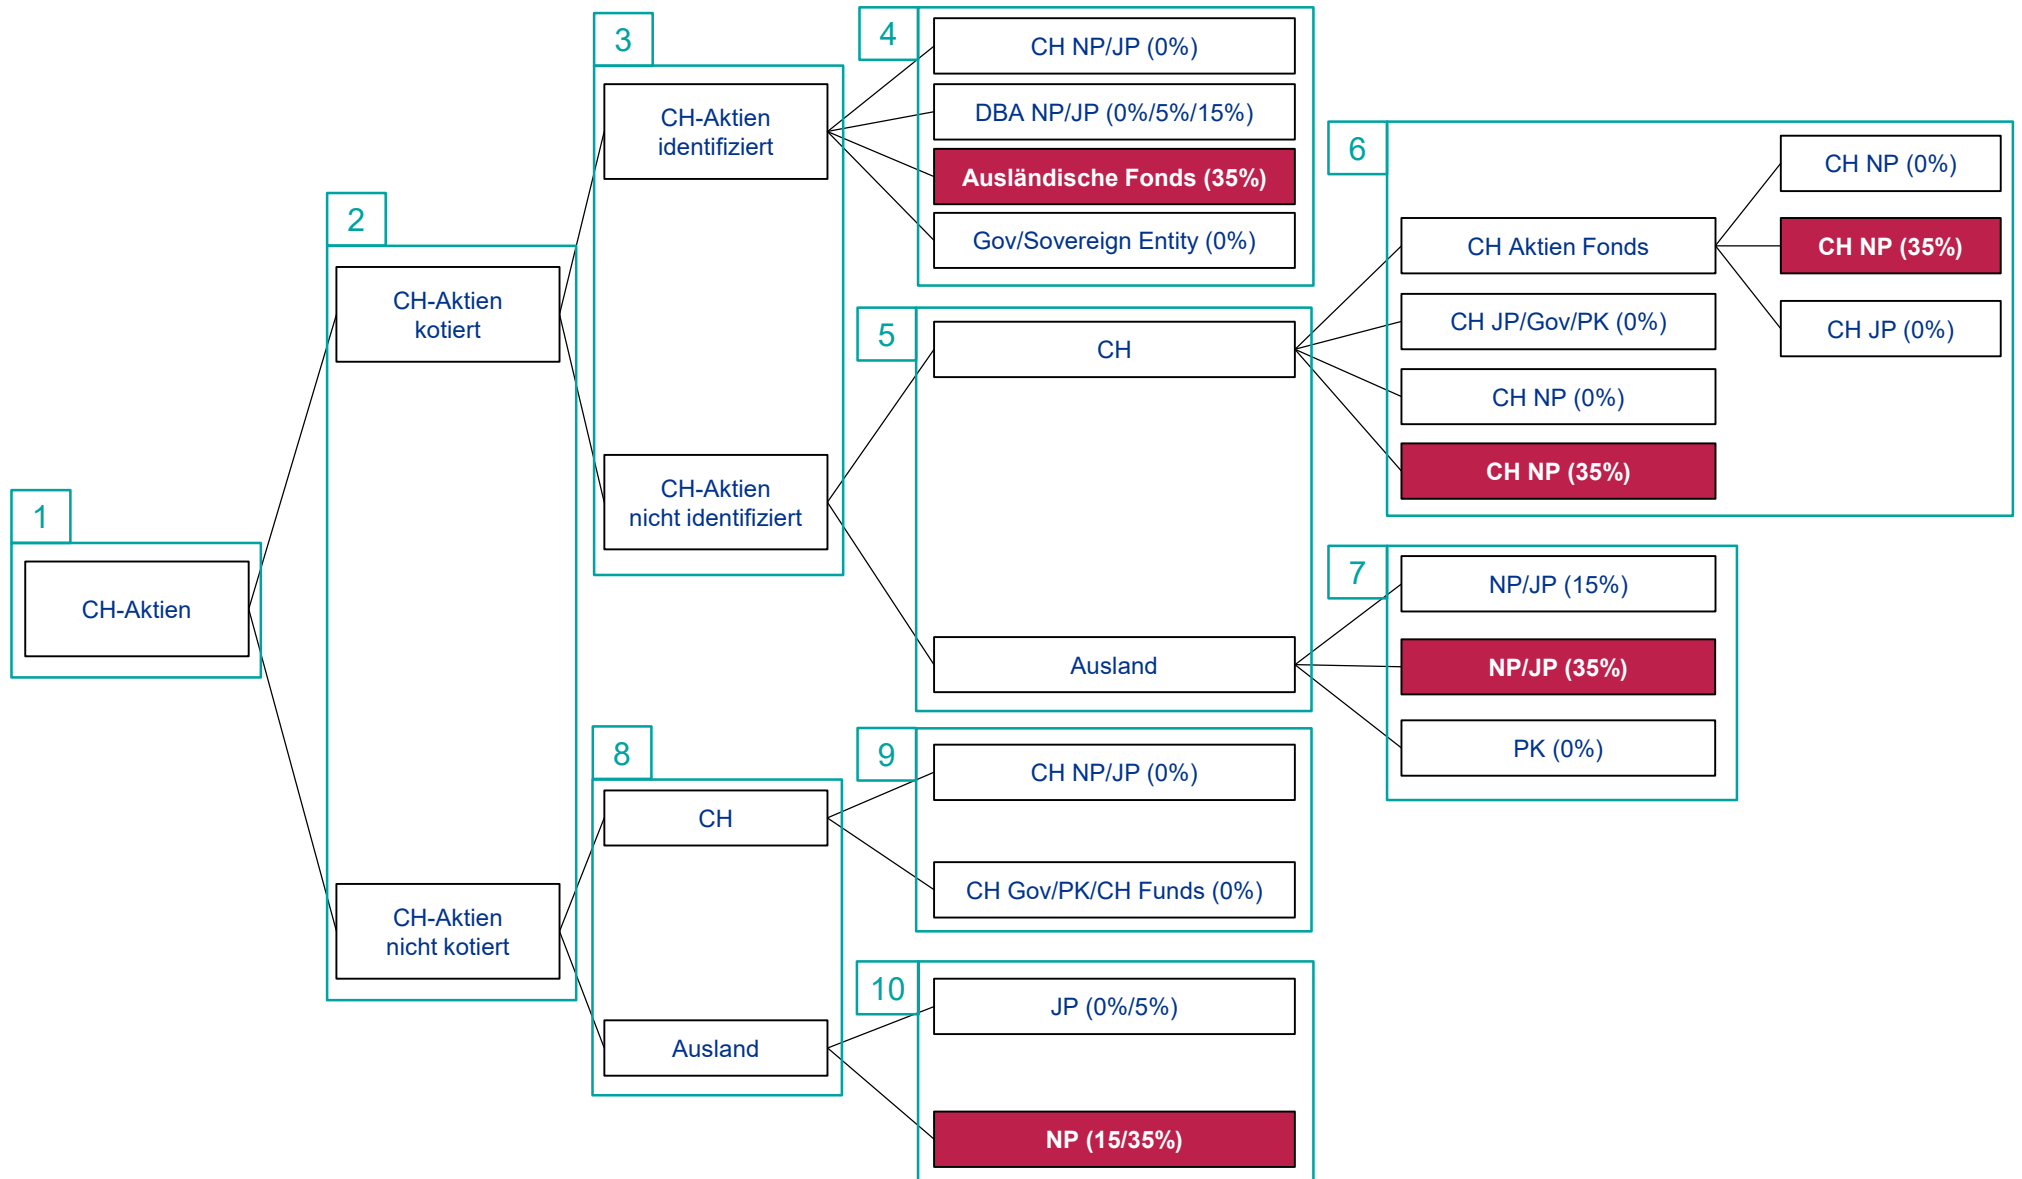 1
CH-Aktien
2
CH-Aktien
kotiert
CH-Aktien
nicht kotiert
3
CH-Aktien
identifiziert
CH-Aktien
nicht identifiziert
4
CH NP/JP (0%)
DBA NP/JP (0%/5%/15%)
Ausländische Fonds (35%)
Gov/Sovereign Entity (0%)
5
CH
Ausland
6
CH Aktien Fonds
CH JP/Gov/PK (0%)
CH NP (0%)
CH NP (35%)
CH NP (0%)
CH NP (35%)
CH JP (0%)
7
NP/JP (15%)
NP/JP (35%)
PK (0%)
8
CH
Ausland
9
CH NP/JP (0%)
CH Gov/PK/CH Funds (0%)
10
JP (0%/5%)
NP (15/35%)